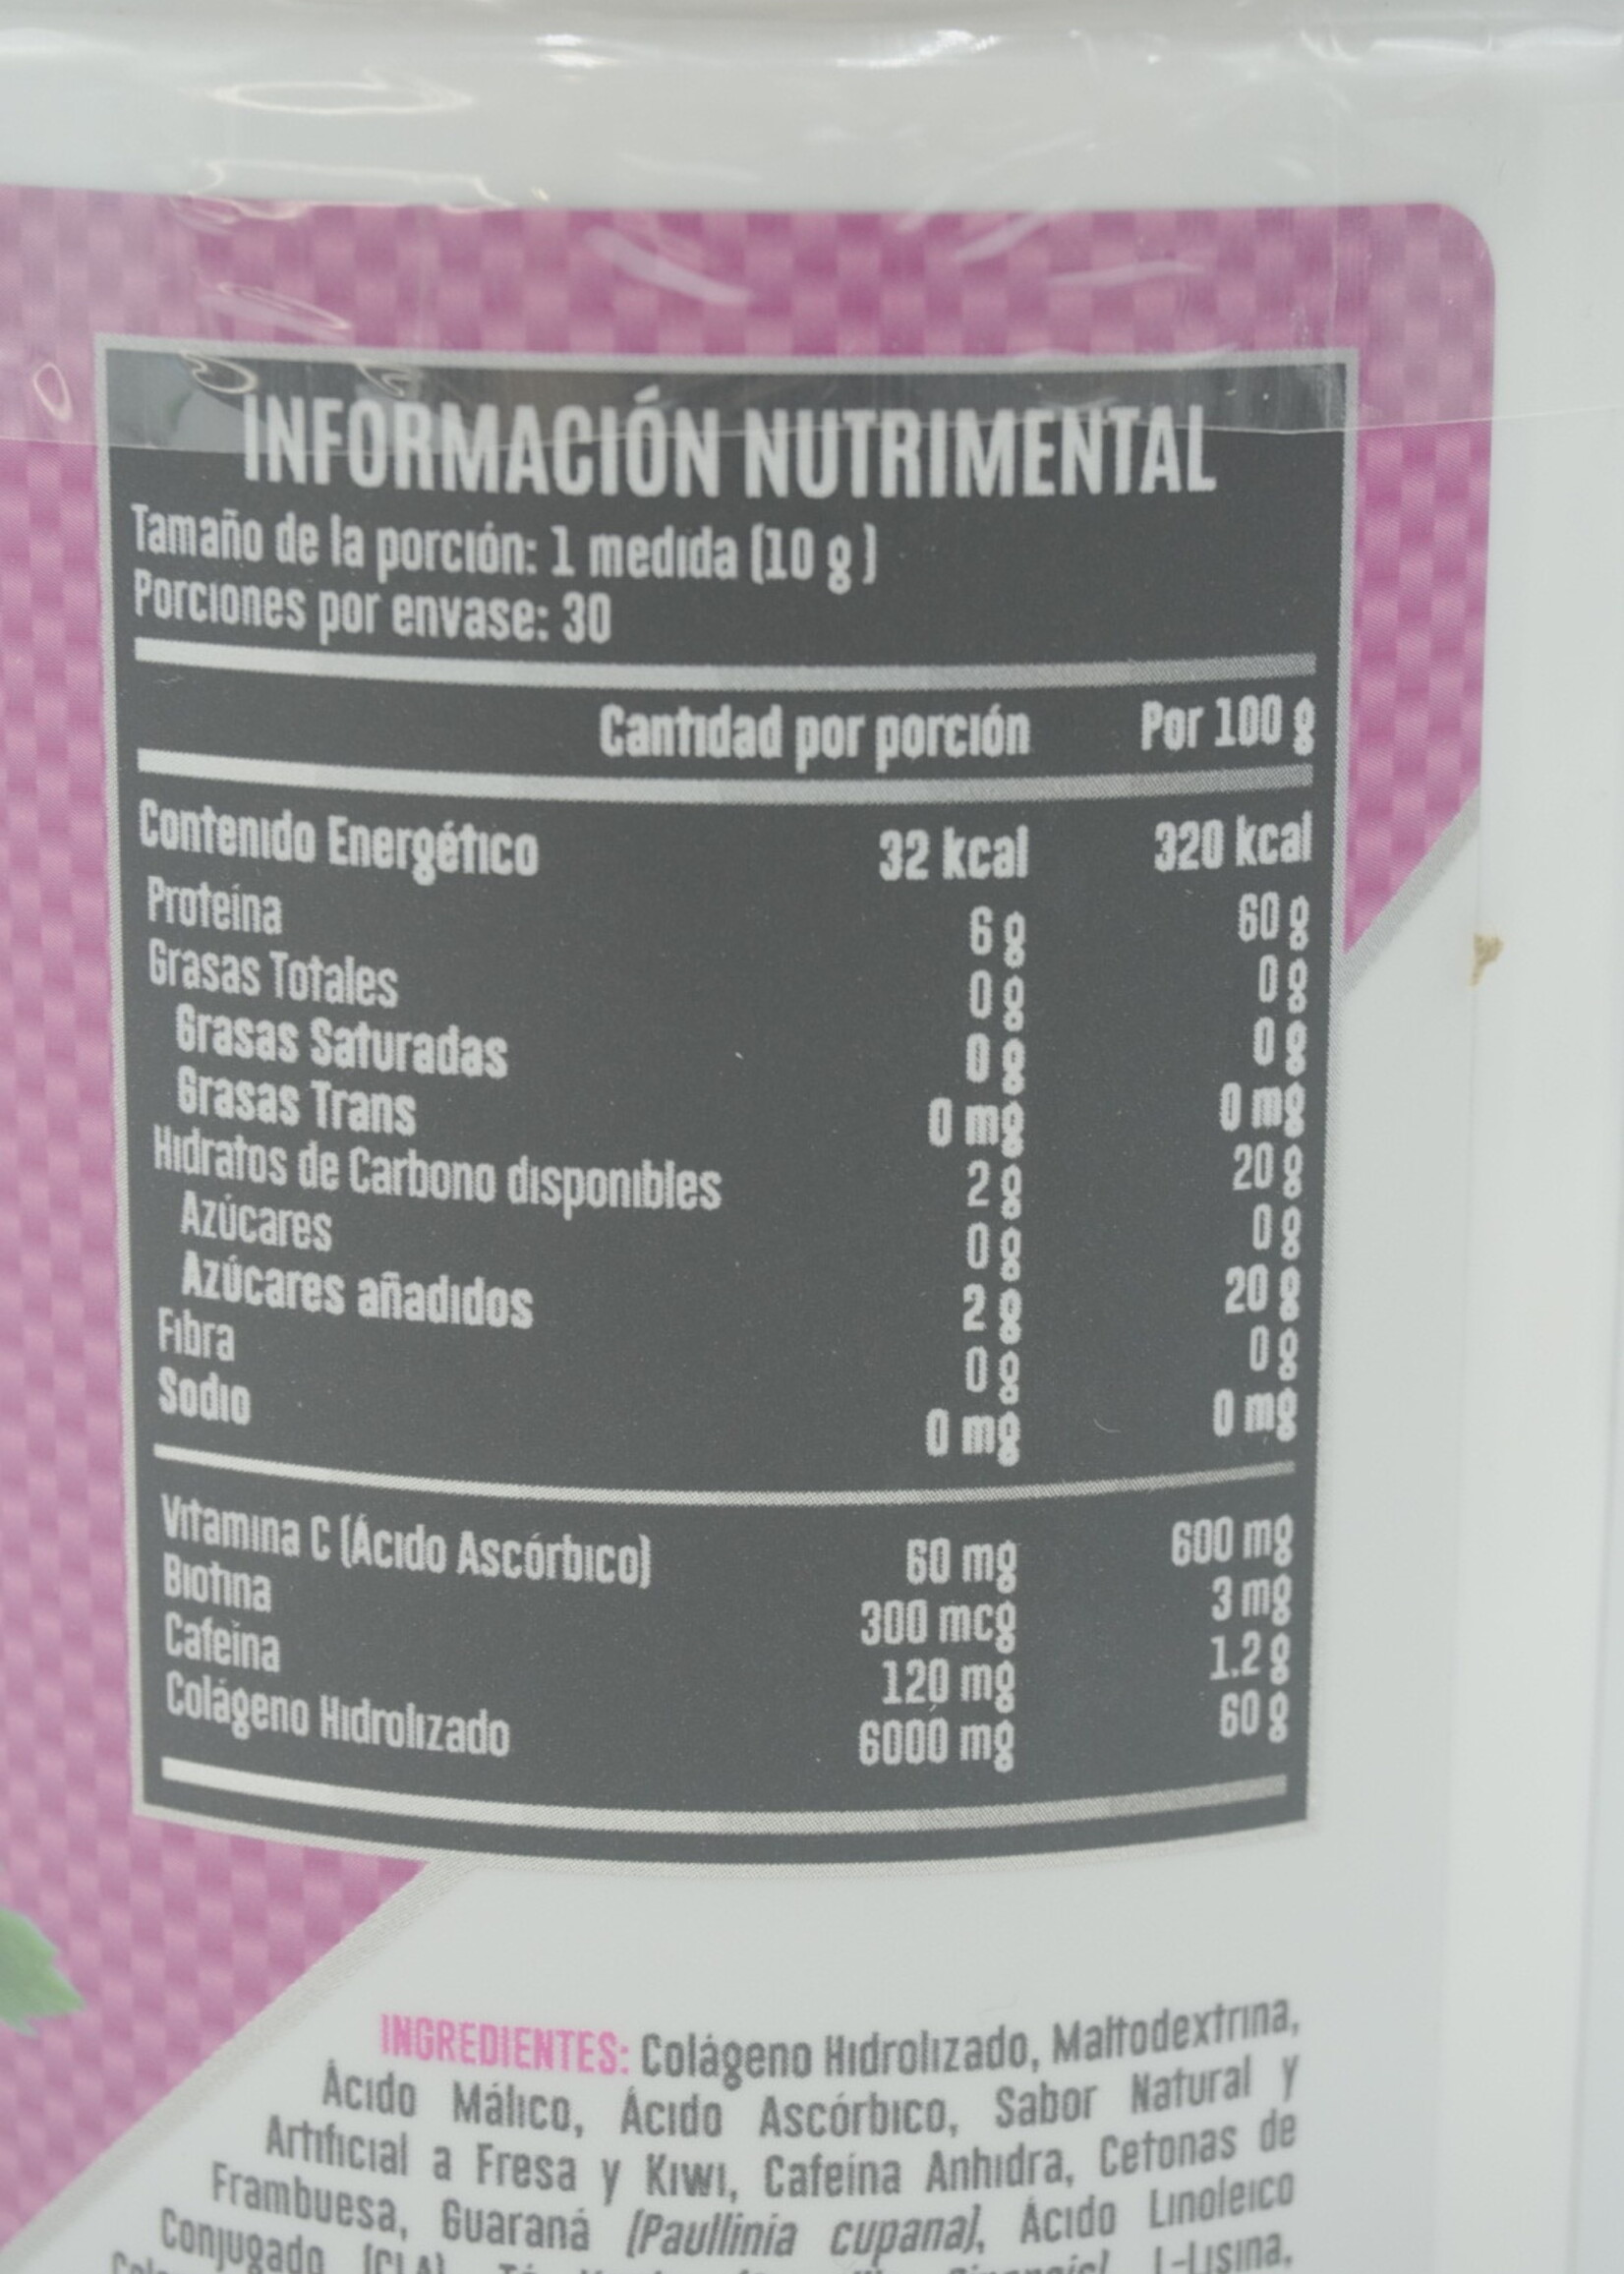 INFORMACIÓN NUTRIMENTAL
Tamaño de la porción: 1 medida (10 g)
Porciones por envase: 30
Cantidad por porción Por 100 g
Contenido Energético 32 kcal 320 kcal
Proteína 6 g 60 g
Grasas Totales 0 g 0 g
Grasas Saturadas 0 g 0 g
Grasas Trans 0 mg 0 mg
Hidratos de Carbono disponibles 2 g 20 g
Azúcares 0 g 0 g
Azúcares añadidos 2 g 20 g
Fibra 0 g 0 g
Sodio 0 mg 0 mg
Vitamina C (Ácido Ascórbico) 60 mg 600 mg
Biotina 300 mcg 3 mg
Cafeína 120 mg 1.2 g
Colágeno Hidrolizado 6000 mg 60 g
INGREDIENTES: Colágeno Hidrolizado, Maltodextrina,
Ácido Málico, Ácido Ascórbico, Sabor Natural y
Artificial a Fresa y Kiwi, Cafeína Anhidra, Cetonas de
Frambuesa, Guaraná (Paullinia cupana), Ácido Linoleico
Conjugado (CLA), L-Lisina,